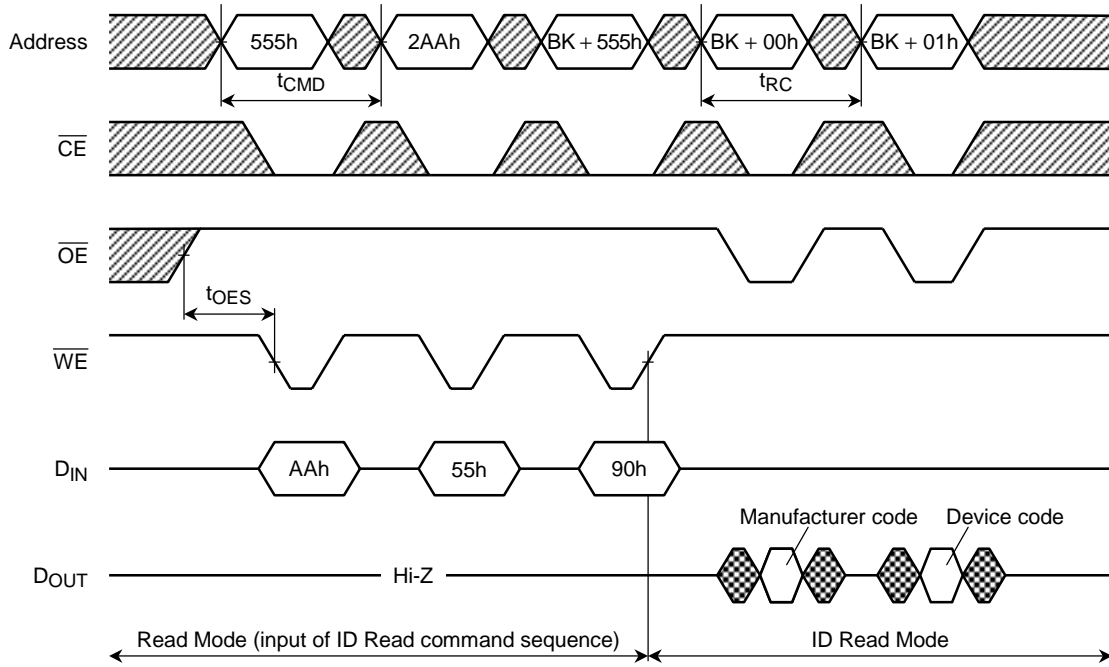 Address 555h 2AAh BK + 555h BK + 00h BK + 01h
tCMD tRC
CE
OE
tOES
WE
DIN AAh 55h 90h
Manufacturer code Device code
DOUT Hi-Z
Read Mode (input of ID Read command sequence) ID Read Mode